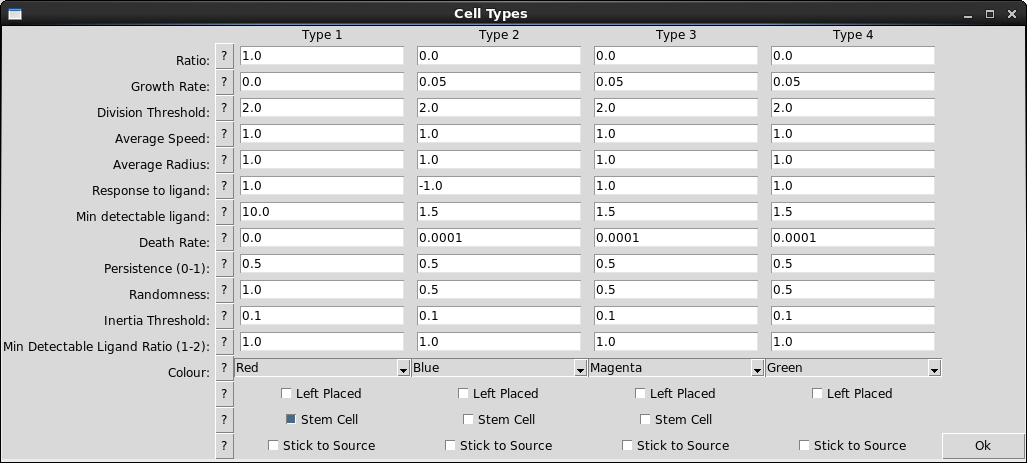 Cell Types
Type 1 Type 2 Type 3 Type 4
Ratio: ? 1.0 0.0 0.0 0.0
Growth Rate: ? 0.0 0.05 0.05 0.05
Division Threshold: ? 2.0 2.0 2.0 2.0
Average Speed: ? 1.0 1.0 1.0 1.0
Average Radius: ? 1.0 1.0 1.0 1.0
Response to ligand: ? 1.0 -1.0 1.0 1.0
Min detectable ligand: ? 10.0 1.5 1.5 1.5
Death Rate: ? 0.0 0.0001 0.0001 0.0001
Persistence (0-1): ? 0.5 0.5 0.5 0.5
Randomness: ? 1.0 0.5 0.5 0.5
Inertia Threshold: ? 0.1 0.1 0.1 0.1
Min Detectable Ligand Ratio (1-2): ? 1.0 1.0 1.0 1.0
Colour: ? Red Blue Magenta Green
? Left Placed Left Placed Left Placed Left Placed
? Stem Cell Stem Cell Stem Cell
? Stick to Source Stick to Source Stick to Source Stick to Source Ok